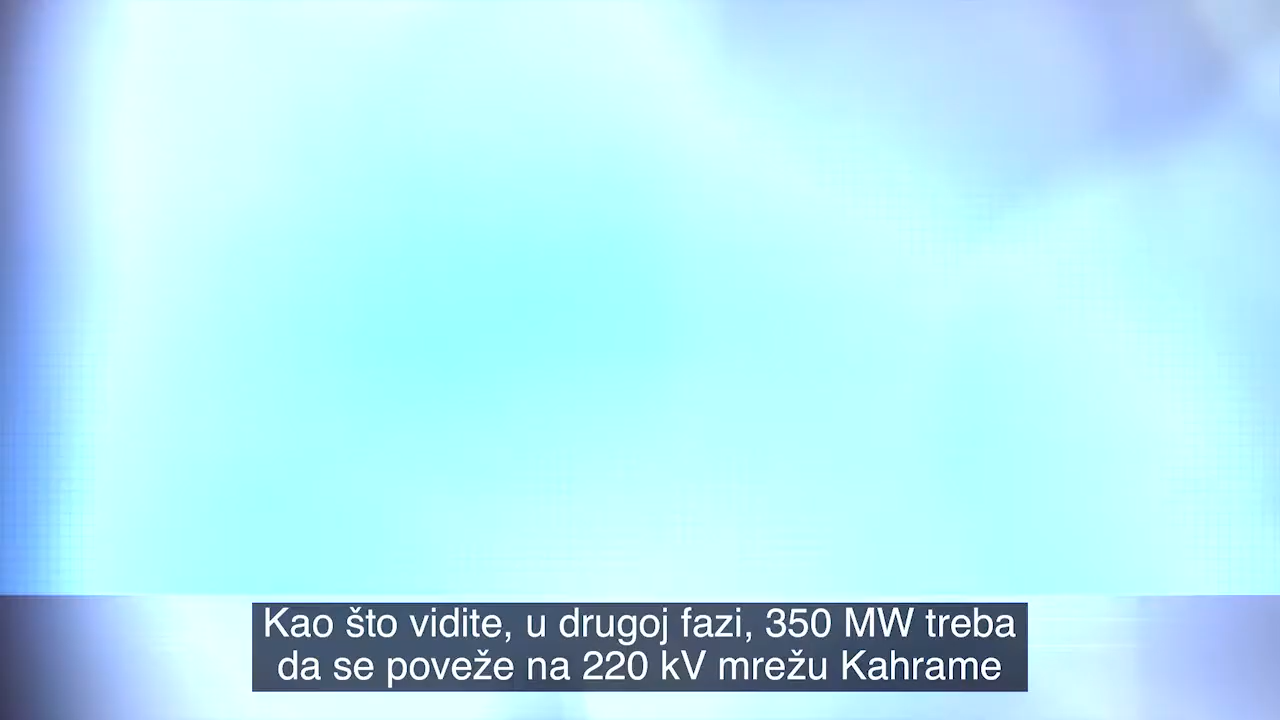 Kao što vidite, u drugoj fazi, 350 MW treba
da se poveže na 220 kV mrežu Kahrame